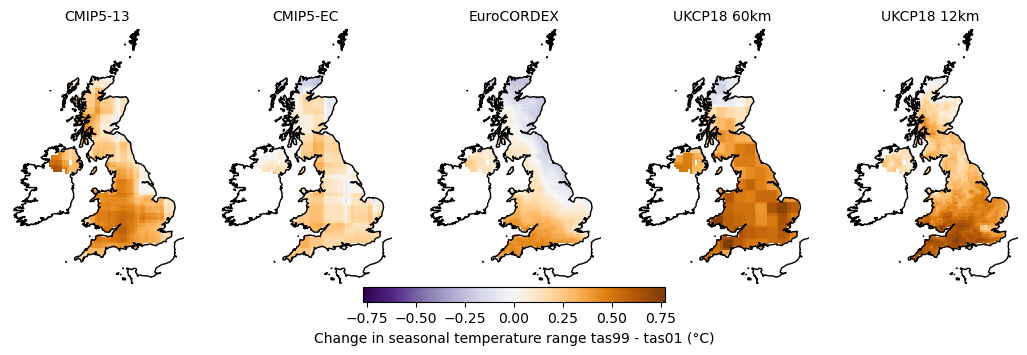 CMIP5-13 CMIP5-EC EuroCORDEX UKCP18 60km UKCP18 12km
−0.75 −0.50 −0.25 0.00 0.25 0.50 0.75
Change in seasonal temperature range tas99 - tas01 (°C)